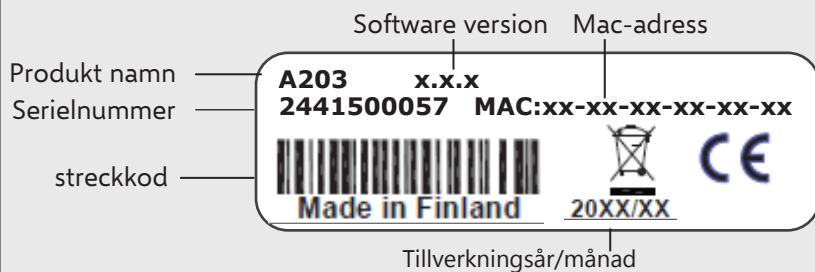 Software version Mac-adress
Produkt namn
A203 x.x.x
Serielnummer
2441500057 MAC:xx-xx-xx-xx-xx-xx
streckkod
CE
Made in Finland
20XX/XX
Tillverkningsår/månad